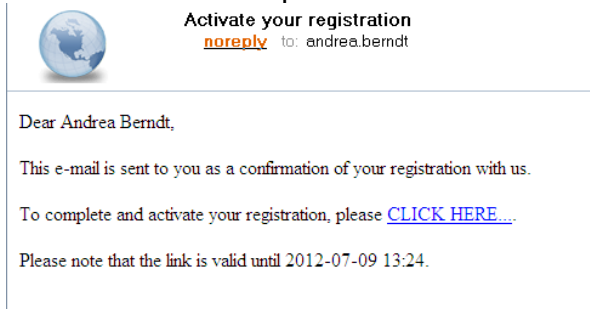 Activate your registration
noreply to: andrea.berndt
Dear Andrea Berndt,
This e-mail is sent to you as a confirmation of your registration with us.
To complete and activate your registration, please CLICK HERE....
Please note that the link is valid until 2012-07-09 13:24.